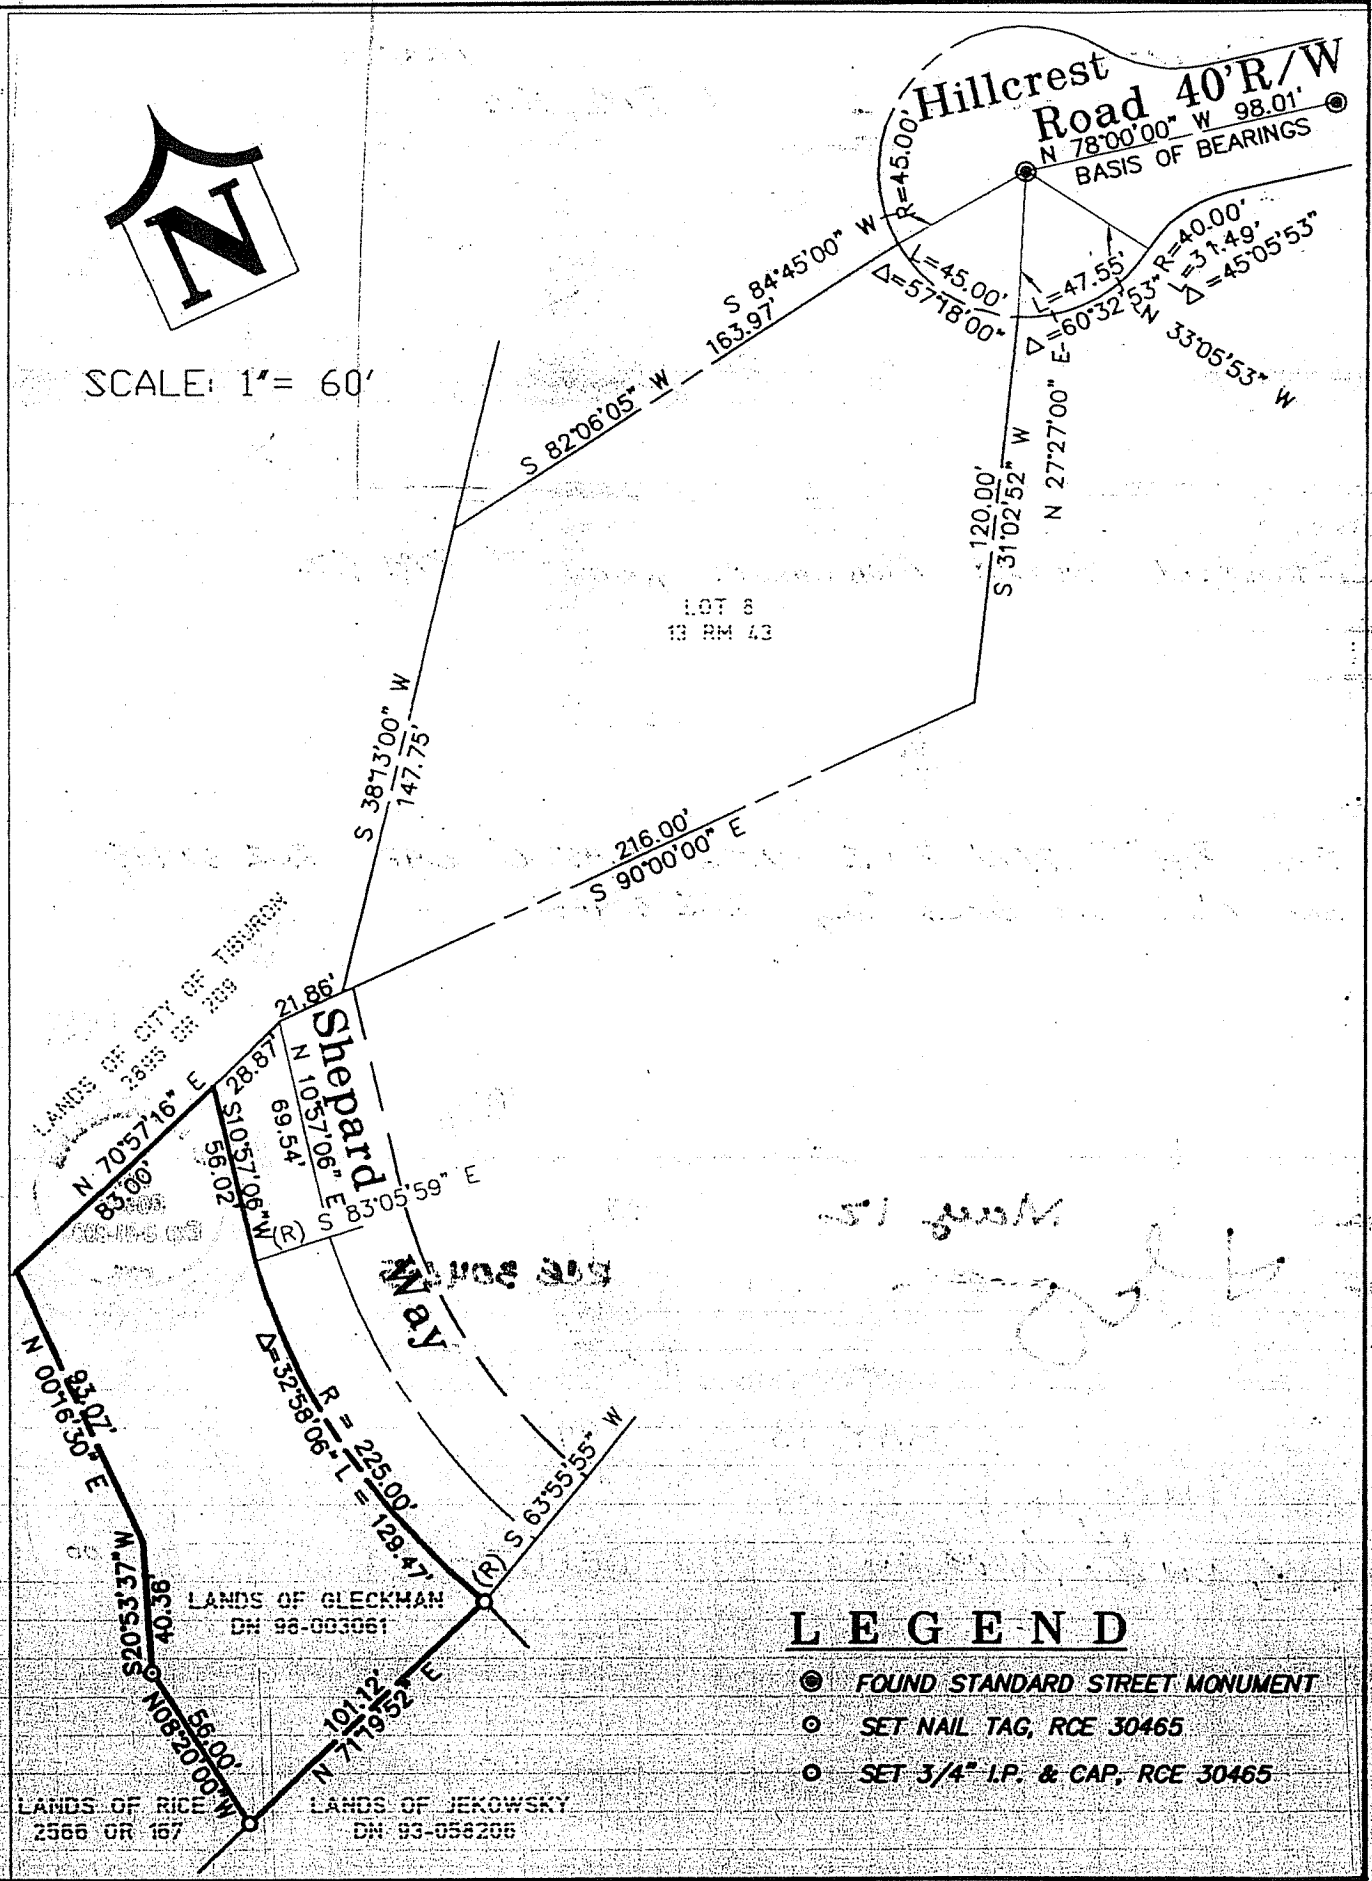 Hillcrest
Road 40'R/W
N 78°00'00" W 98.01'
BASIS OF BEARINGS
N
SCALE: 1"= 60'
R=45.00'
S 84°45'00" W
163.97'
S 82°06'05" W
L=45.00'
Δ=57°18'00"
L=47.55'
Δ=60°32'53"
R=40.00'
L=31.49'
Δ=45°05'53"
N 33°05'53" W
N 27°27'00" E
120.00'
S 31°02'52" W
LOT 8
13 RM 43
S 38°13'00" W
147.75'
216.00'
S 90°00'00" E
LANDS OF CITY OF TIBURON
2895 OR 209
21.86'
28.87'
Shepard
Way
N 10°57'06" E
69.54'
S10°57'06"W
56.02'
N 70°57'16" E
83.00'
(R) S 83°05'59" E
93.07'
N 00°16'30" E
R = 225.00'
Δ=32°58'06" L = 129.47'
(R) S 63°55'55" W
S20°53'37"W
40.36'
LANDS OF GLECKMAN
DN 96-003061
56.00'
N08°20'00"W
101.12'
N 71°19'52" E
LANDS OF RICE
2566 OR 167
LANDS OF JEKOWSKY
DN 93-058206
LEGEND
FOUND STANDARD STREET MONUMENT
SET NAIL TAG, RCE 30465
SET 3/4" I.P. & CAP, RCE 30465